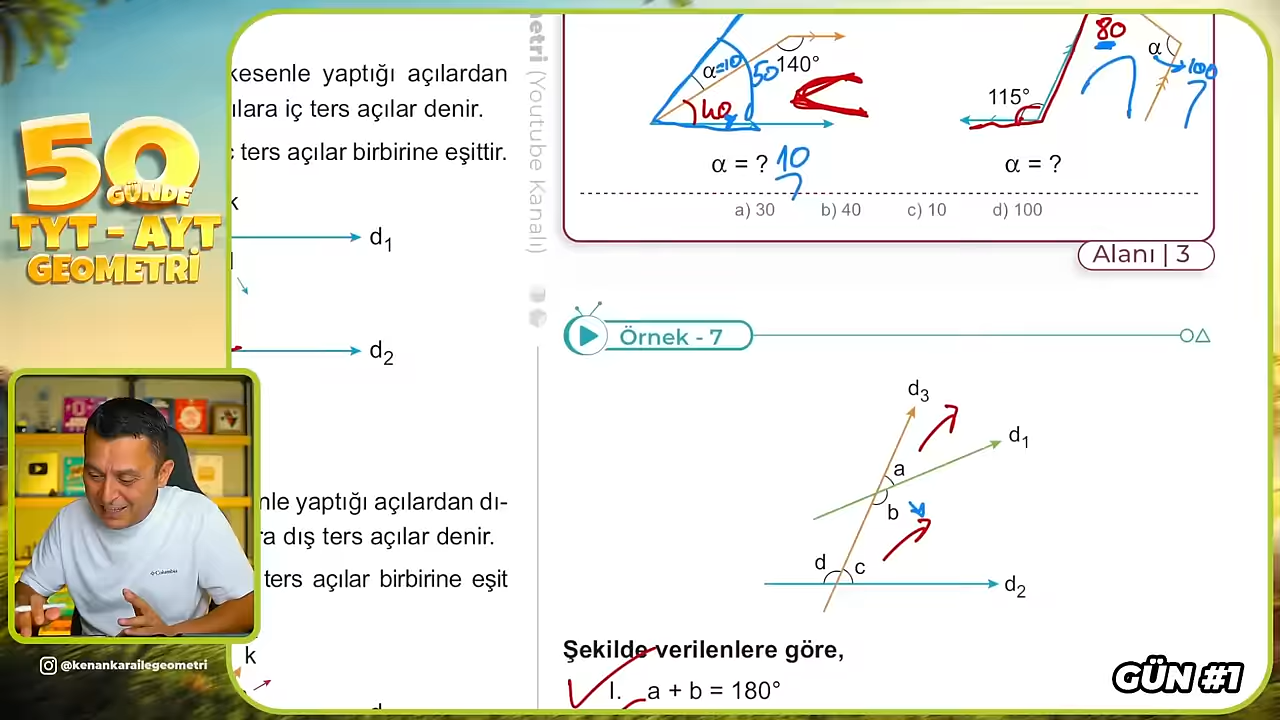 50
GÜNDE
TYT - AYT
GEOMETRİ
kesenle yaptığı açılardan
ılara iç ters açılar denir.
ters açılar birbirine eşittir.
k
d1
d2
nle yaptığı açılardan dı-
ra dış ters açılar denir.
ters açılar birbirine eşit
k
etri (Youtube Kanalı)
α=10
50
140°
40
α = ? 10
80
α
100
115°
α = ?
a) 30 b) 40 c) 10 d) 100
Alanı | 3
Örnek - 7
d3
d1
a
b
d
c
d2
Şekilde verilenlere göre,
I. a + b = 180°
Columbia
@kenankarailegeometri
GÜN #1